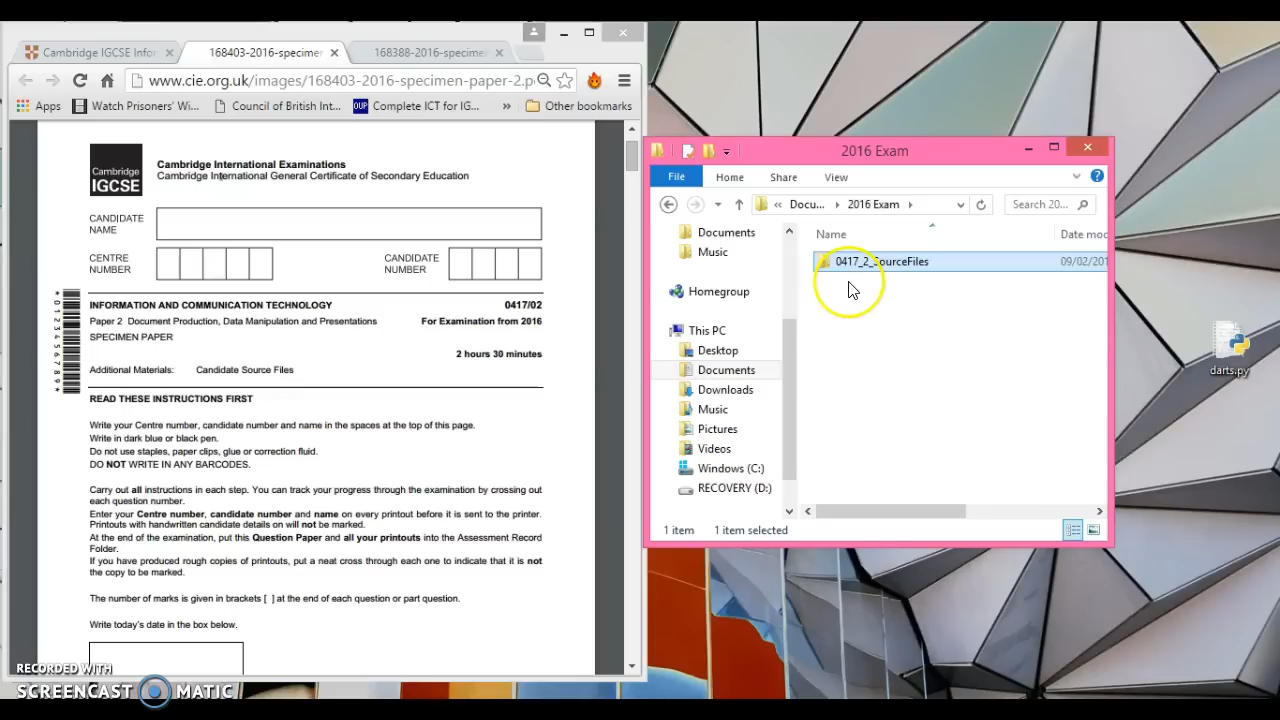 Cambridge IGCSE Infor
168403-2016-specimen
168388-2016-specime
www.cie.org.uk/images/168403-2016-specimen-paper-2.p
Apps
Watch Prisoners' Wi...
Council of British Int...
OUP
Complete ICT for IG...
»
Other bookmarks
Cambridge
IGCSE
Cambridge International Examinations
Cambridge International General Certificate of Secondary Education
CANDIDATE
NAME
CENTRE
NUMBER
CANDIDATE
NUMBER
*0123456789*
INFORMATION AND COMMUNICATION TECHNOLOGY 0417/02
Paper 2 Document Production, Data Manipulation and Presentations For Examination from 2016
SPECIMEN PAPER
2 hours 30 minutes
Additional Materials: Candidate Source Files
READ THESE INSTRUCTIONS FIRST
Write your Centre number, candidate number and name in the spaces at the top of this page.
Write in dark blue or black pen.
Do not use staples, paper clips, glue or correction fluid.
DO NOT WRITE IN ANY BARCODES.
Carry out all instructions in each step. You can track your progress through the examination by crossing out
each question number.
Enter your Centre number, candidate number and name on every printout before it is sent to the printer.
Printouts with handwritten candidate details on will not be marked.
At the end of the examination, put this Question Paper and all your printouts into the Assessment Record
Folder.
If you have produced rough copies of printouts, put a neat cross through each one to indicate that it is not
the copy to be marked.
The number of marks is given in brackets [ ] at the end of each question or part question.
Write today's date in the box below.
RECORDED WITH
SCREENCAST MATIC
2016 Exam
File
Home
Share
View
« Docu... 2016 Exam
Search 20...
Documents
Music
Homegroup
This PC
Desktop
Documents
Downloads
Music
Pictures
Videos
Windows (C:)
RECOVERY (D:)
Name
Date mod
0417_2_SourceFiles
09/02/201
1 item
1 item selected
darts.py